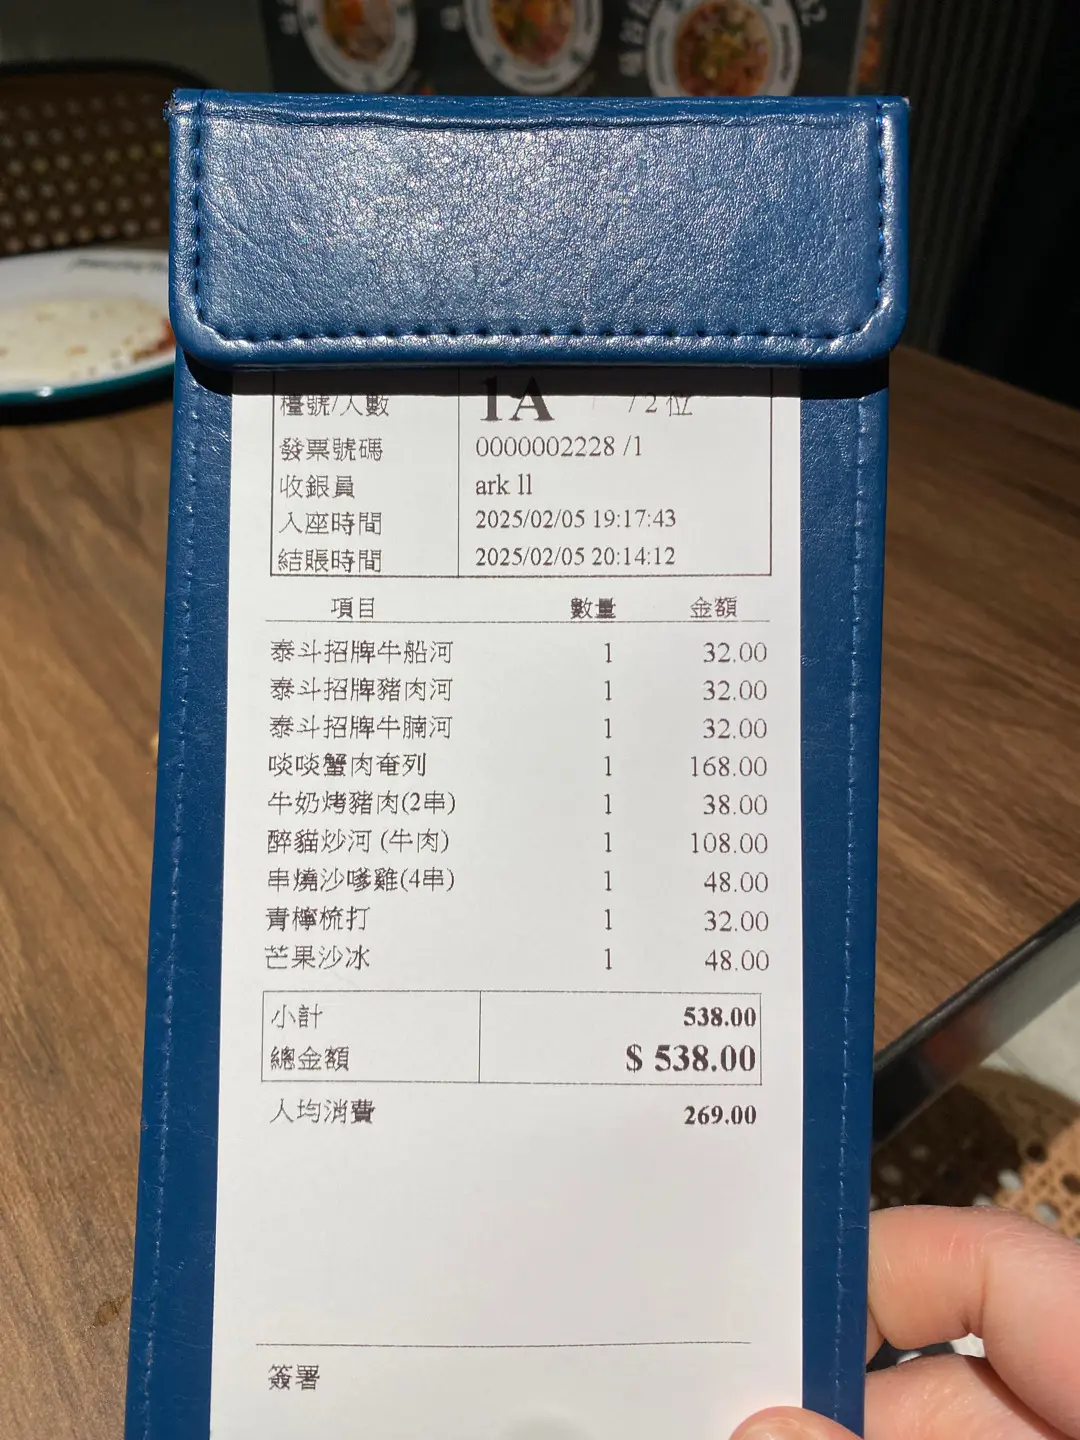 檯號/人數 1A / 2 位
發票號碼 0000002228 /1
收銀員 ark ll
入座時間 2025/02/05 19:17:43
結賬時間 2025/02/05 20:14:12
項目 數量 金額
泰斗招牌牛船河 1 32.00
泰斗招牌豬肉河 1 32.00
泰斗招牌牛腩河 1 32.00
啖啖蟹肉奄列 1 168.00
牛奶烤豬肉(2串) 1 38.00
醉貓炒河 (牛肉) 1 108.00
串燒沙嗲雞(4串) 1 48.00
青檸梳打 1 32.00
芒果沙冰 1 48.00
小計 538.00
總金額 $ 538.00
人均消費 269.00
簽署